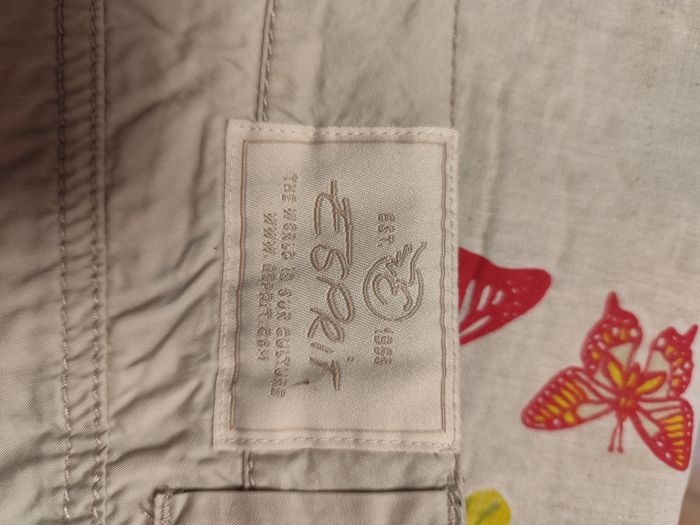 EST. 1968
ESPRIT
THE WORLD IS OUR CULTURE
WWW.ESPRIT.COM